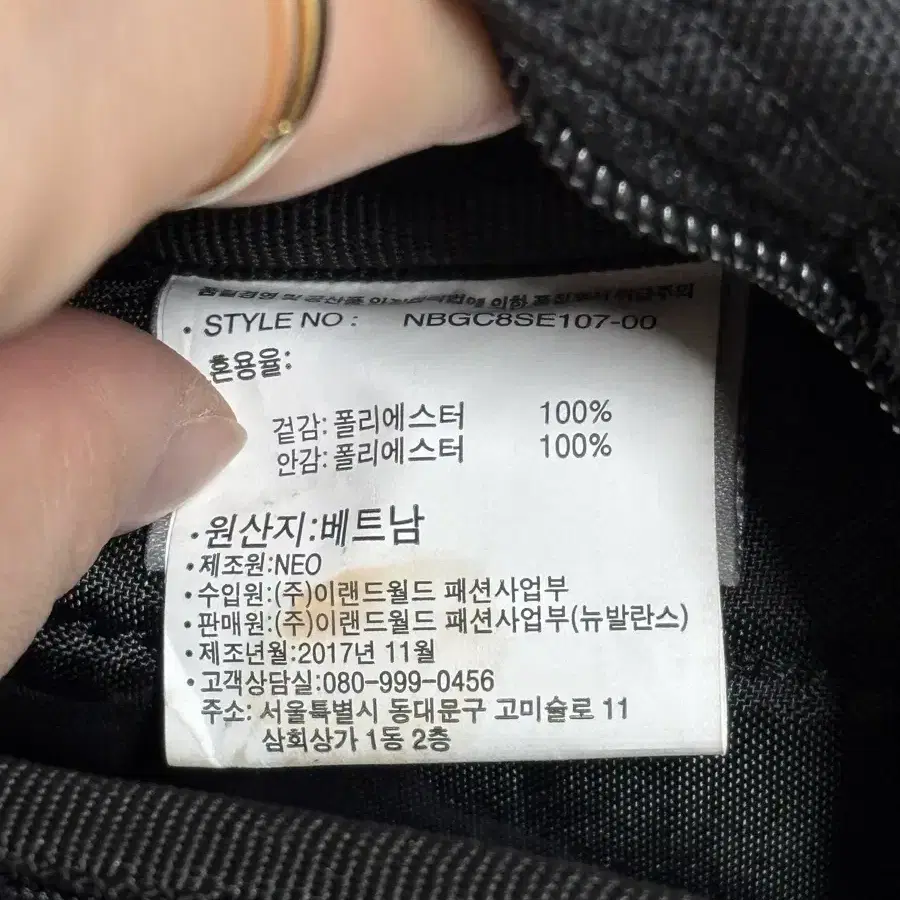 • STYLE NO : NBGC8SE107-00
혼용율:
겉감: 폴리에스터 100%
안감: 폴리에스터 100%
•원산지:베트남
•제조원:NEO
•수입원:(주)이랜드월드 패션사업부
•판매원:(주)이랜드월드 패션사업부(뉴발란스)
•제조년월:2017년 11월
•고객상담실:080-999-0456
주소: 서울특별시 동대문구 고미술로 11
삼희상가 1동 2층